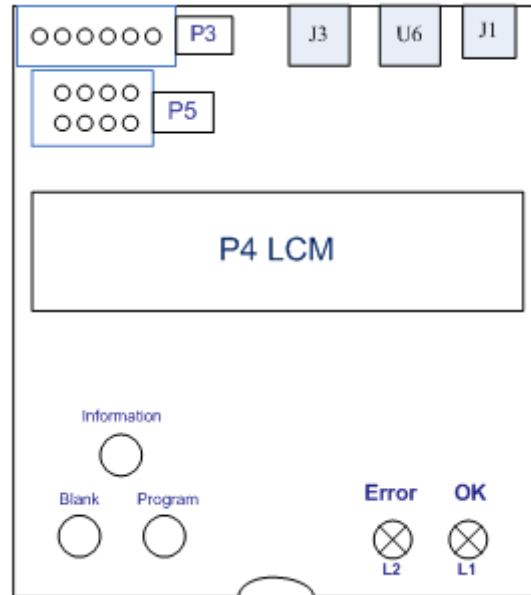 P3
J3
U6
J1
P5
P4 LCM
Information
Blank
Program
Error
OK
L2
L1